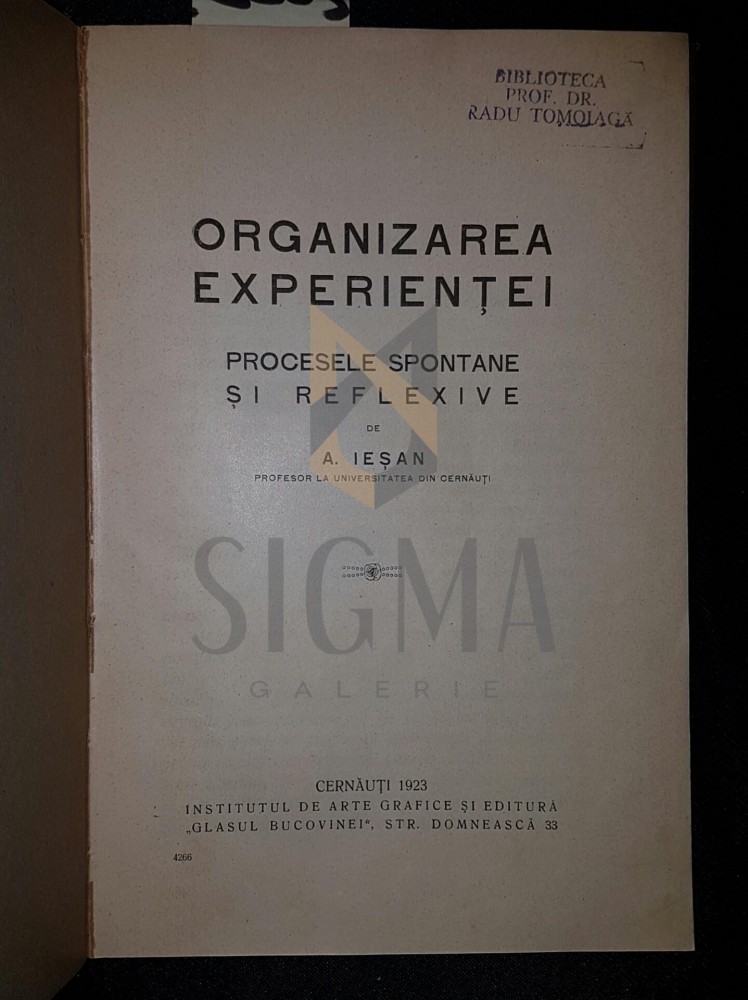 BIBLIOTECA
PROF. DR.
RADU TOMOIAGĂ
ORGANIZAREA
EXPERIENȚEI
PROCESELE SPONTANE
ȘI REFLEXIVE
DE
A. IEȘAN
PROFESOR LA UNIVERSITATEA DIN CERNĂUȚI
SIGMA
GALERIE
CERNĂUȚI 1923
INSTITUTUL DE ARTE GRAFICE ȘI EDITURĂ
„GLASUL BUCOVINEI“, STR. DOMNEASCĂ 33
4266